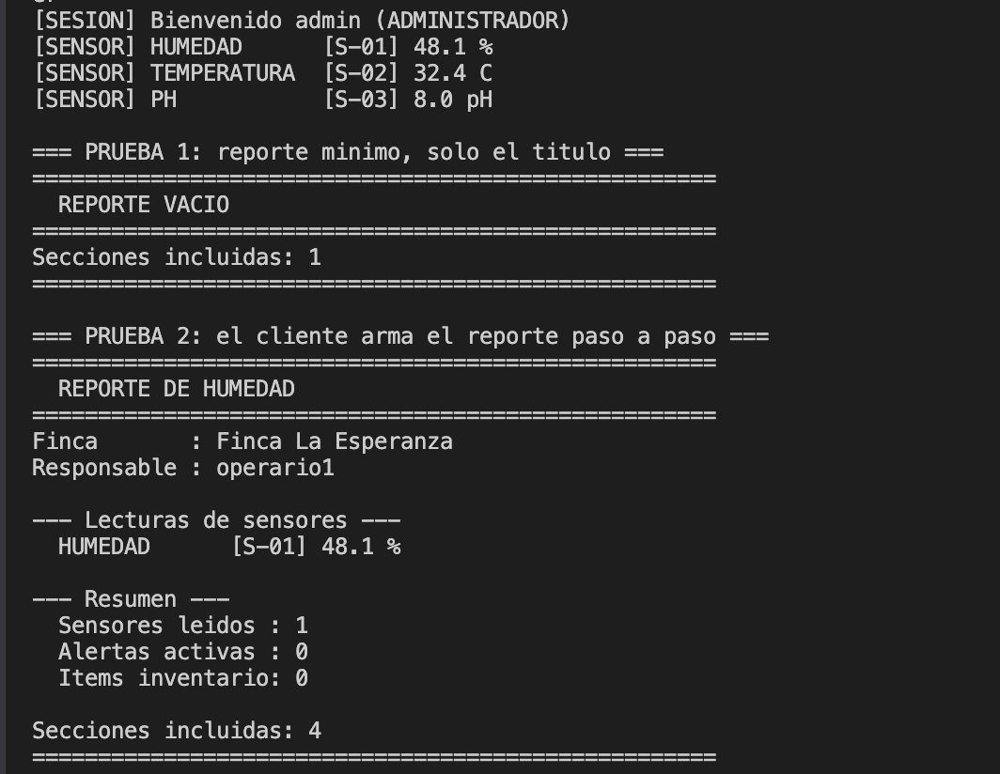 [SESION] Bienvenido admin (ADMINISTRADOR)
[SENSOR] HUMEDAD      [S-01] 48.1 %
[SENSOR] TEMPERATURA  [S-02] 32.4 C
[SENSOR] PH           [S-03] 8.0 pH

=== PRUEBA 1: reporte minimo, solo el titulo ===
====================================================
  REPORTE VACIO
====================================================
Secciones incluidas: 1
====================================================

=== PRUEBA 2: el cliente arma el reporte paso a paso ===
====================================================
  REPORTE DE HUMEDAD
====================================================
Finca       : Finca La Esperanza
Responsable : operario1

--- Lecturas de sensores ---
  HUMEDAD      [S-01] 48.1 %

--- Resumen ---
  Sensores leidos : 1
  Alertas activas : 0
  Items inventario: 0

Secciones incluidas: 4
====================================================